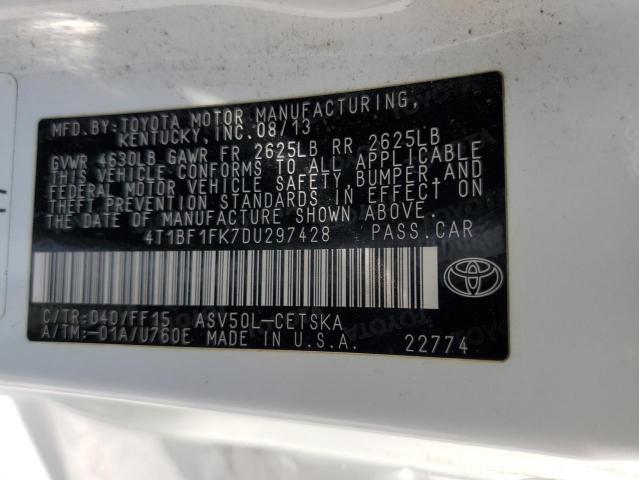 MFD.BY:TOYOTA MOTOR MANUFACTURING,
KENTUCKY,INC.08/13
GVWR 4630LB GAWR FR 2625LB RR 2625LB
THIS VEHICLE CONFORMS TO ALL APPLICABLE
FEDERAL MOTOR VEHICLE SAFETY,BUMPER,AND
THEFT PREVENTION STANDARDS IN EFFECT ON
THE DATE OF MANUFACTURE SHOWN ABOVE.
4T1BF1FK7DU297428 PASS.CAR
C/TR:040/FF15 ASV50L-CETSKA
A/TM:-01A/U760E MADE IN U.S.A. 22774